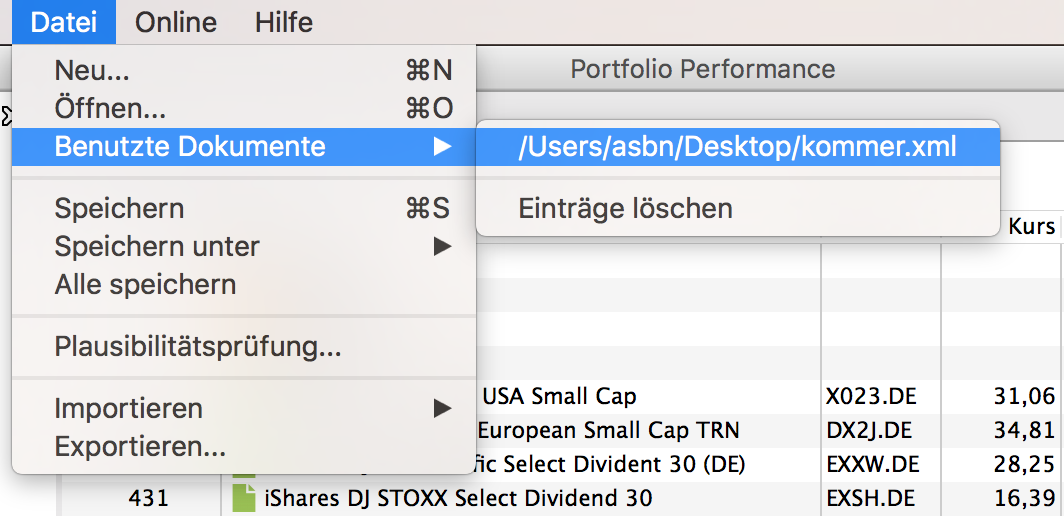 Datei Online Hilfe
Neu... ⌘N
Portfolio Performance
Öffnen... ⌘O
Benutzte Dokumente ▶ /Users/asbn/Desktop/kommer.xml
Speichern ⌘S
Einträge löschen
Kurs
Speichern unter ▶
Alle speichern
Plausibilitätsprüfung...
Importieren ▶
USA Small Cap X023.DE 31,06
Exportieren...
European Small Cap TRN DX2J.DE 34,81
Select Divident 30 (DE) EXXW.DE 28,25
431 iShares DJ STOXX Select Dividend 30 EXSH.DE 16,39